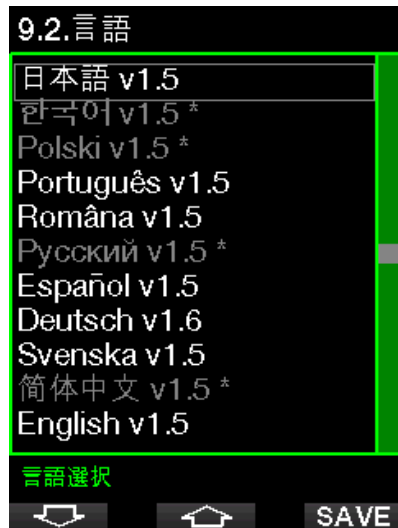 9.2.言語
日本語 v1.5
한국어 v1.5 *
Polski v1.5 *
Português v1.5
Româna v1.5
Русский v1.5 *
Español v1.5
Deutsch v1.6
Svenska v1.5
简体中文 v1.5 *
English v1.5
言語選択
SAVE